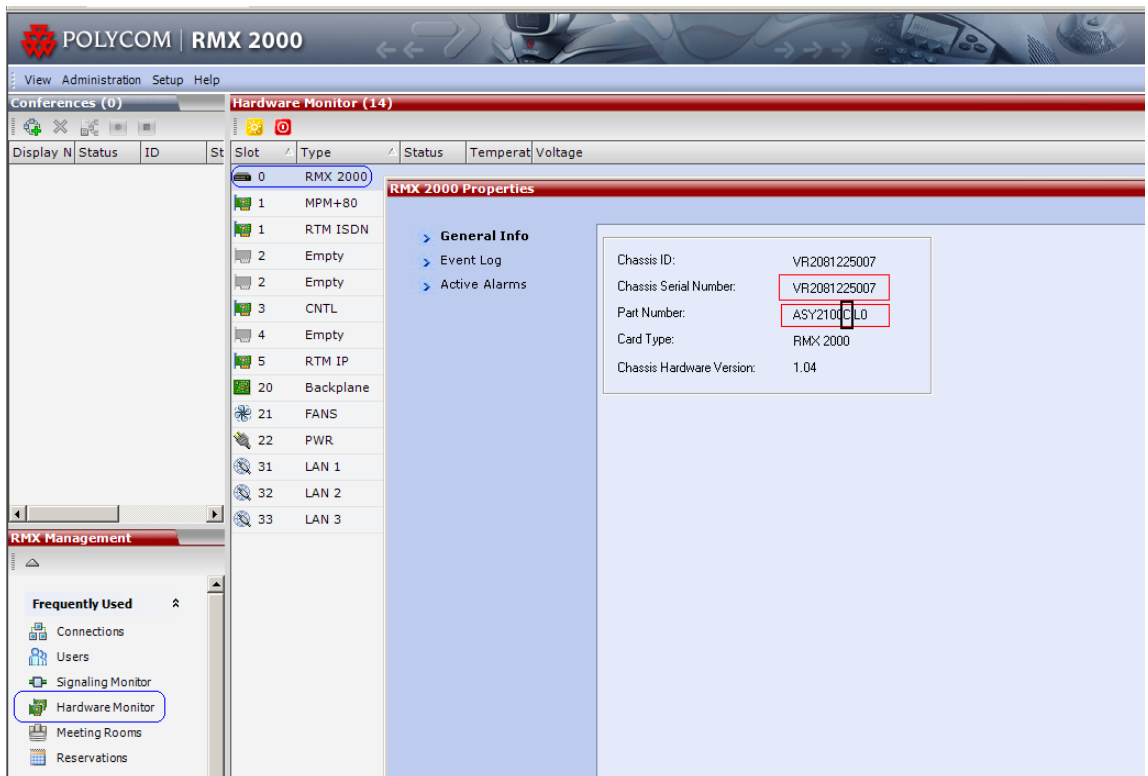 POLYCOM | RMX 2000
View Administration Setup Help
Conferences (0)
Display N Status ID St
Hardware Monitor (14)
Slot Type Status Temperat Voltage
0 RMX 2000
1 MPM+80
1 RTM ISDN
2 Empty
2 Empty
3 CNTL
4 Empty
5 RTM IP
20 Backplane
21 FANS
22 PWR
31 LAN 1
32 LAN 2
33 LAN 3
RMX 2000 Properties
General Info
Event Log
Active Alarms
Chassis ID: VR2081225007
Chassis Serial Number: VR2081225007
Part Number: ASY2100C L0
Card Type: RMX 2000
Chassis Hardware Version: 1.04
RMX Management
Frequently Used
Connections
Users
Signaling Monitor
Hardware Monitor
Meeting Rooms
Reservations